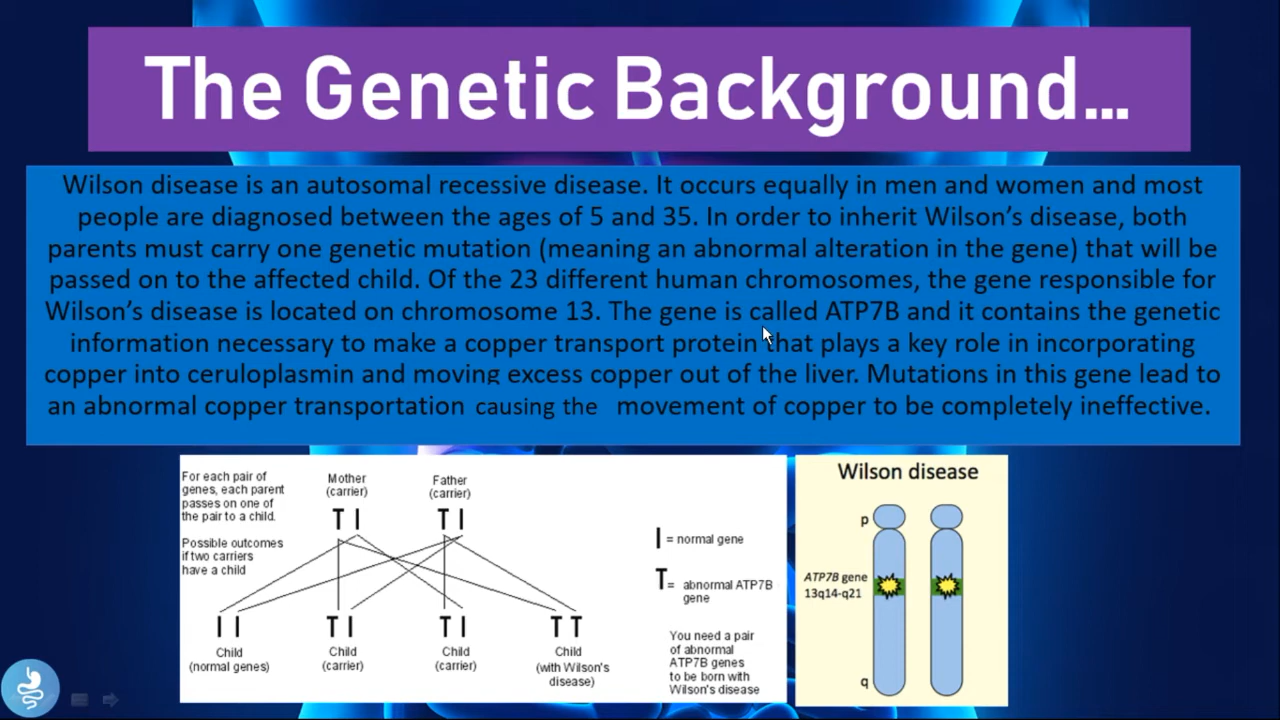 The Genetic Background...
Wilson disease is an autosomal recessive disease. It occurs equally in men and women and most
people are diagnosed between the ages of 5 and 35. In order to inherit Wilson's disease, both
parents must carry one genetic mutation (meaning an abnormal alteration in the gene) that will be
passed on to the affected child. Of the 23 different human chromosomes, the gene responsible for
Wilson's disease is located on chromosome 13. The gene is called ATP7B and it contains the genetic
information necessary to make a copper transport protein that plays a key role in incorporating
copper into ceruloplasmin and moving excess copper out of the liver. Mutations in this gene lead to
an abnormal copper transportation causing the movement of copper to be completely ineffective.
For each pair of
genes, each parent
passes on one of
the pair to a child.
Possible outcomes
if two carriers
have a child
Mother
(carrier)
Father
(carrier)
T I
T I
I I
T I
T I
T T
Child
(normal genes)
Child
(carrier)
Child
(carrier)
Child
(with Wilson's
disease)
I = normal gene
T= abnormal ATP7B
gene
You need a pair
of abnormal
ATP7B genes
to be born with
Wilson's disease
Wilson disease
p
ATP7B gene
13q14-q21
q